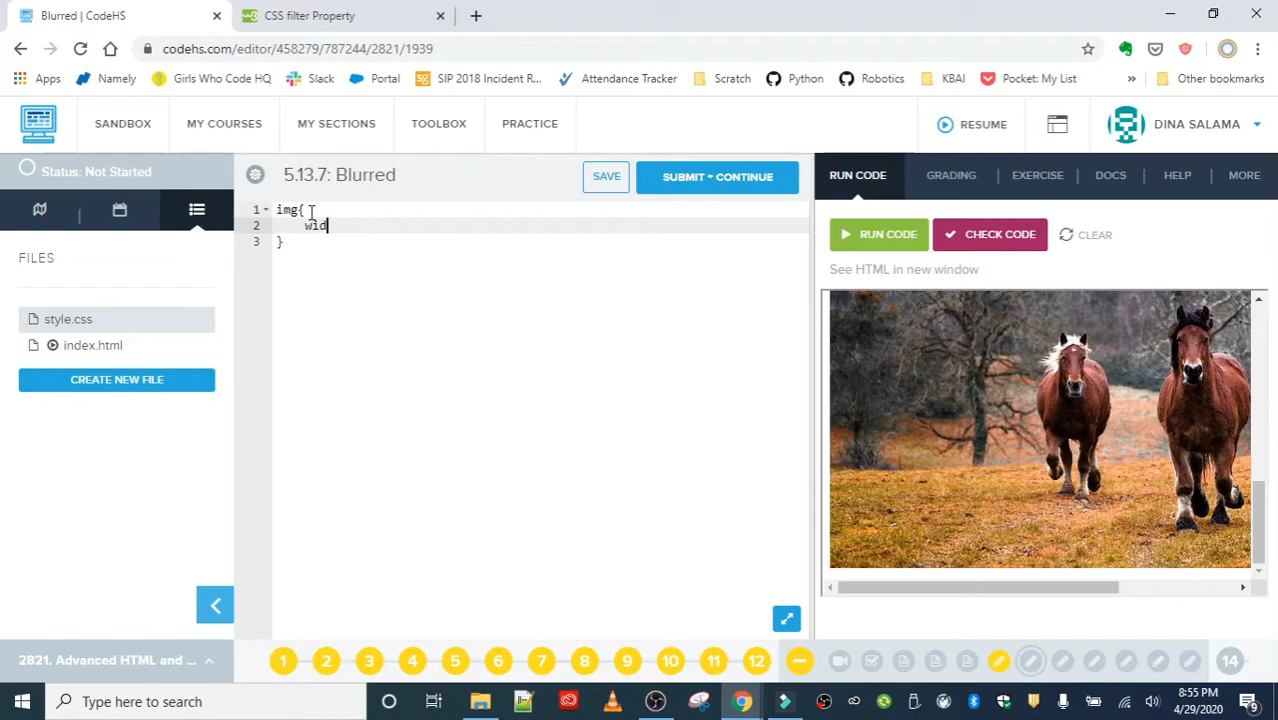 Blurred | CodeHS
CSS filter Property
codehs.com/editor/458279/787244/2821/1939
Apps
Namely
Girls Who Code HQ
Slack
Portal
SIP 2018 Incident R...
Attendance Tracker
Scratch
Python
Robotics
KBAI
Pocket: My List
»
Other bookmarks
SANDBOX
MY COURSES
MY SECTIONS
TOOLBOX
PRACTICE
RESUME
DINA SALAMA
Status: Not Started
5.13.7: Blurred
SAVE
SUBMIT + CONTINUE
RUN CODE
GRADING
EXERCISE
DOCS
HELP
MORE
FILES
style.css
index.html
CREATE NEW FILE
1 img{
2 wid
3 }
RUN CODE
CHECK CODE
CLEAR
See HTML in new window
2821. Advanced HTML and ...
1 2 3 4 5 6 7 8 9 10 11 12 14
Type here to search
8:55 PM
4/29/2020
9